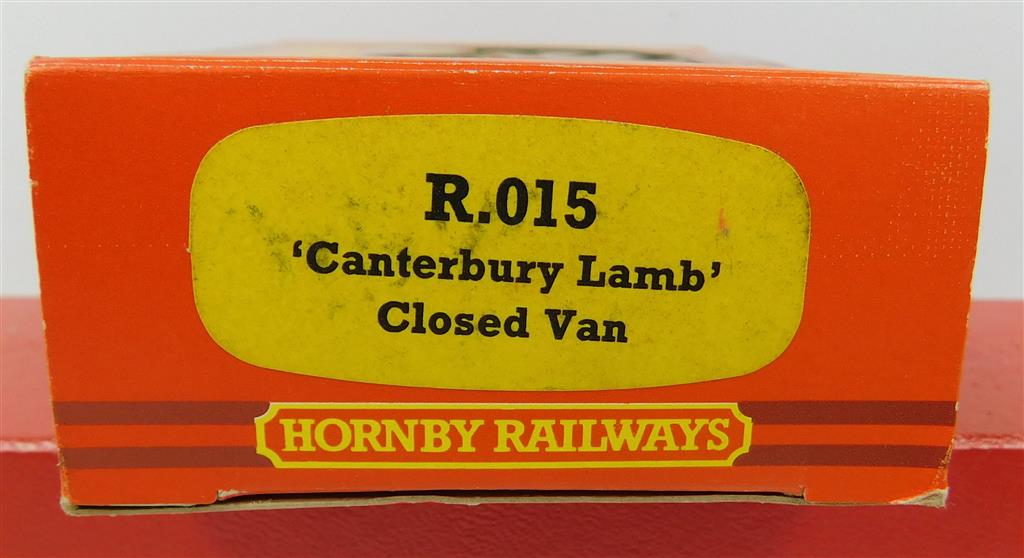 R.015
‘Canterbury Lamb’
Closed Van
HORNBY RAILWAYS